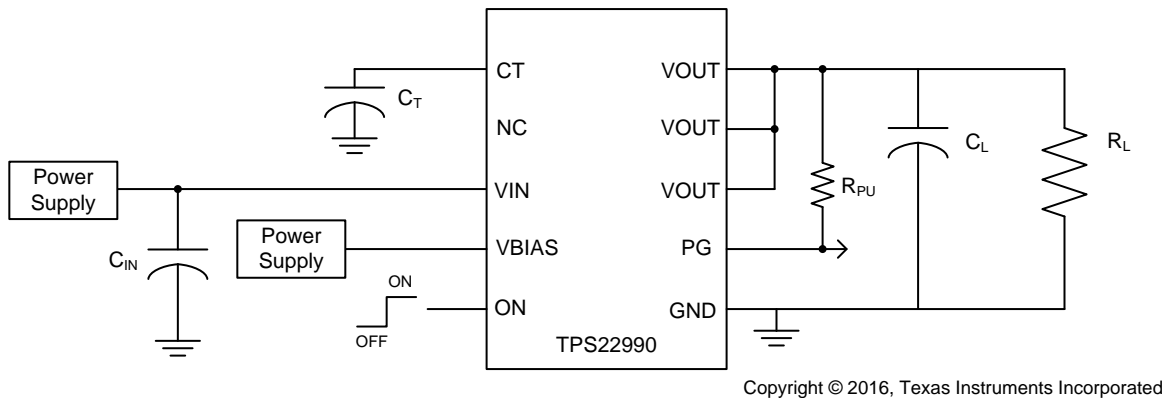 CT
VOUT
C_T
NC
VOUT
C_L
R_L
Power
Supply
VIN
VOUT
R_PU
Power
Supply
VBIAS
PG
C_IN
ON
ON
GND
OFF
TPS22990
Copyright © 2016, Texas Instruments Incorporated